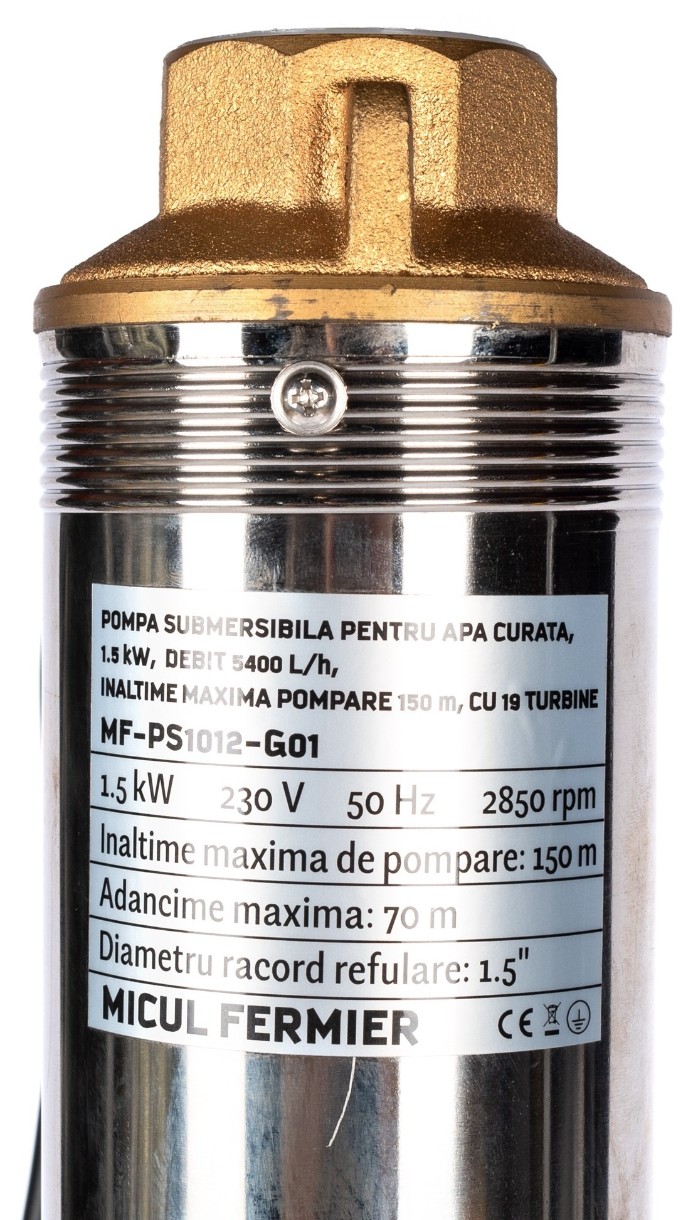 POMPA SUBMERSIBILA PENTRU APA CURATA,
1.5 kW, DEBIT 5400 L/h,
INALTIME MAXIMA POMPARE 150 m, CU 19 TURBINE
MF-PS1012-G01
1.5 kW 230 V 50 Hz 2850 rpm
Inaltime maxima de pompare: 150 m
Adancime maxima: 70 m
Diametru racord refulare: 1.5"
MICUL FERMIER CE